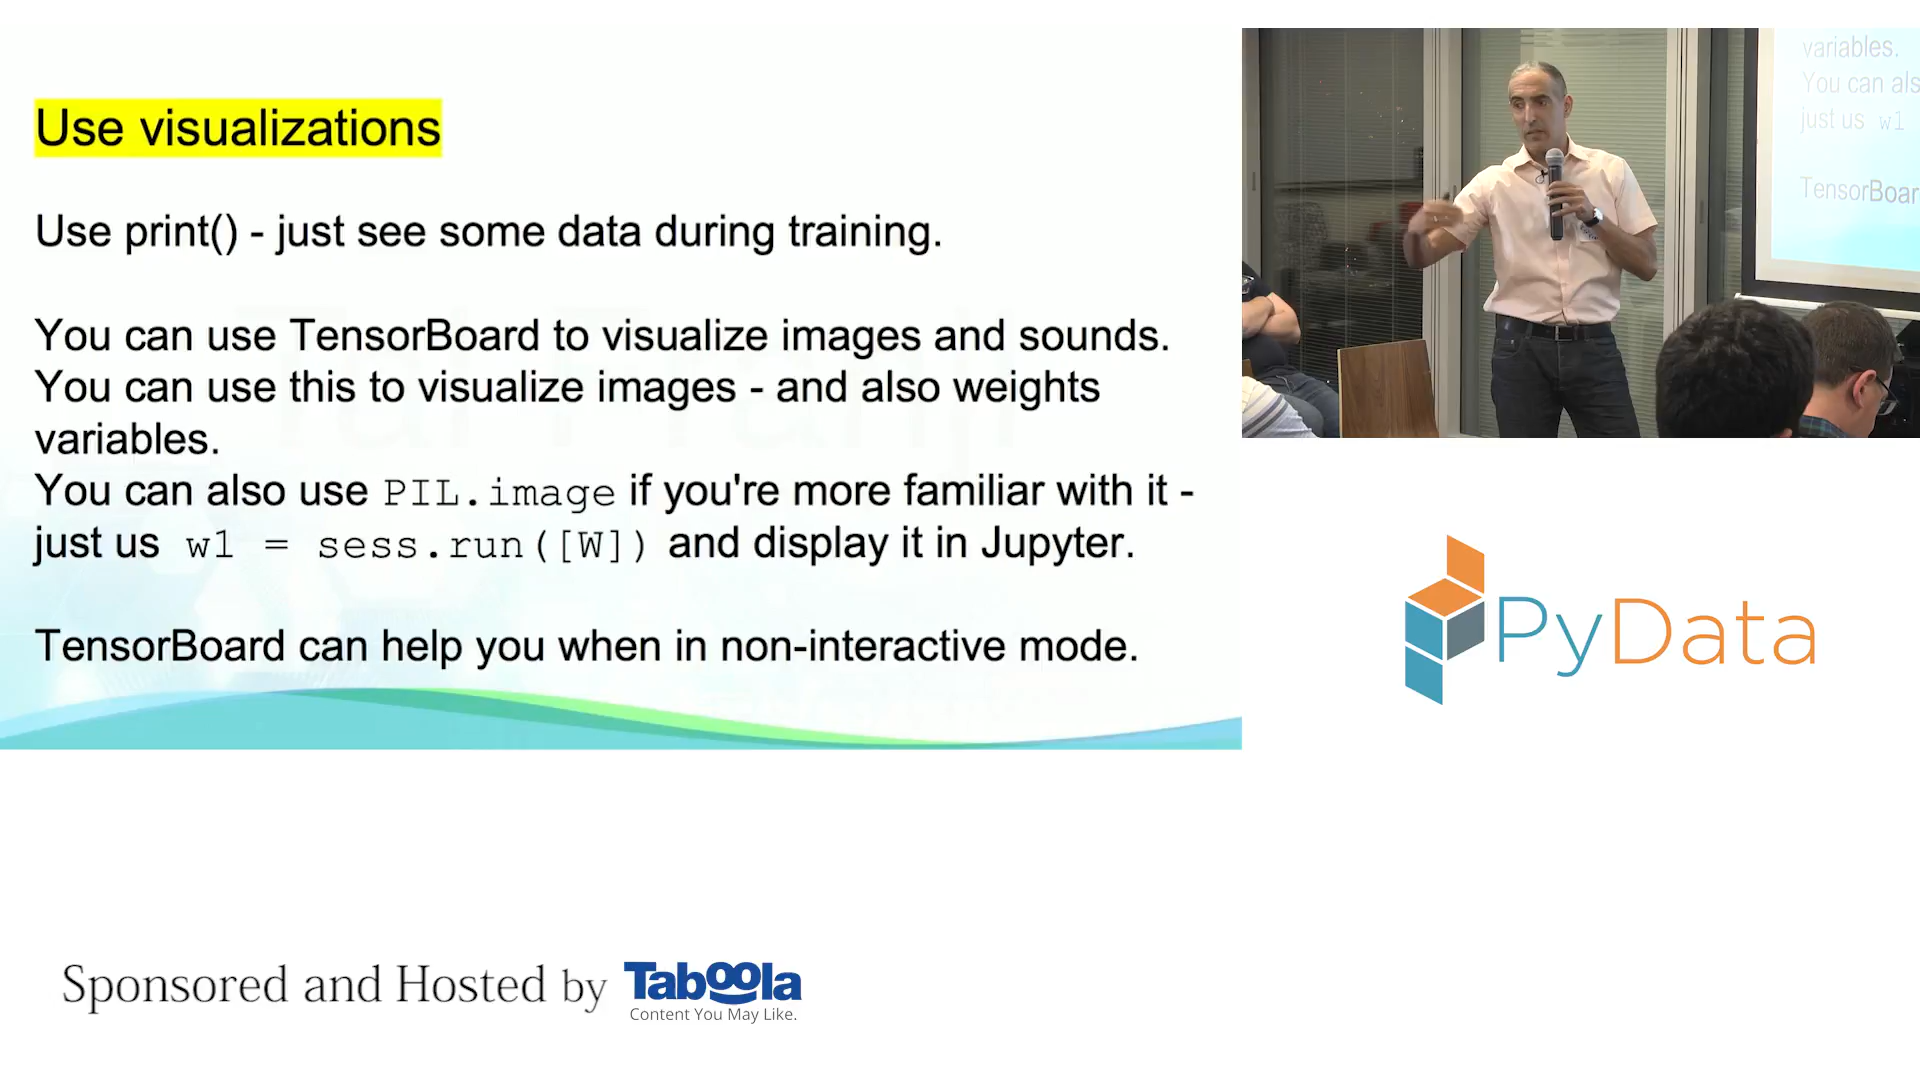 Use visualizations
Use print() - just see some data during training.
You can use TensorBoard to visualize images and sounds.
You can use this to visualize images - and also weights
variables.
You can also use PIL.image if you're more familiar with it -
just us w1 = sess.run([W]) and display it in Jupyter.
TensorBoard can help you when in non-interactive mode.
variables.
You can als
just us w1
TensorBoar
PyData
Sponsored and Hosted by Taboola
Content You May Like.